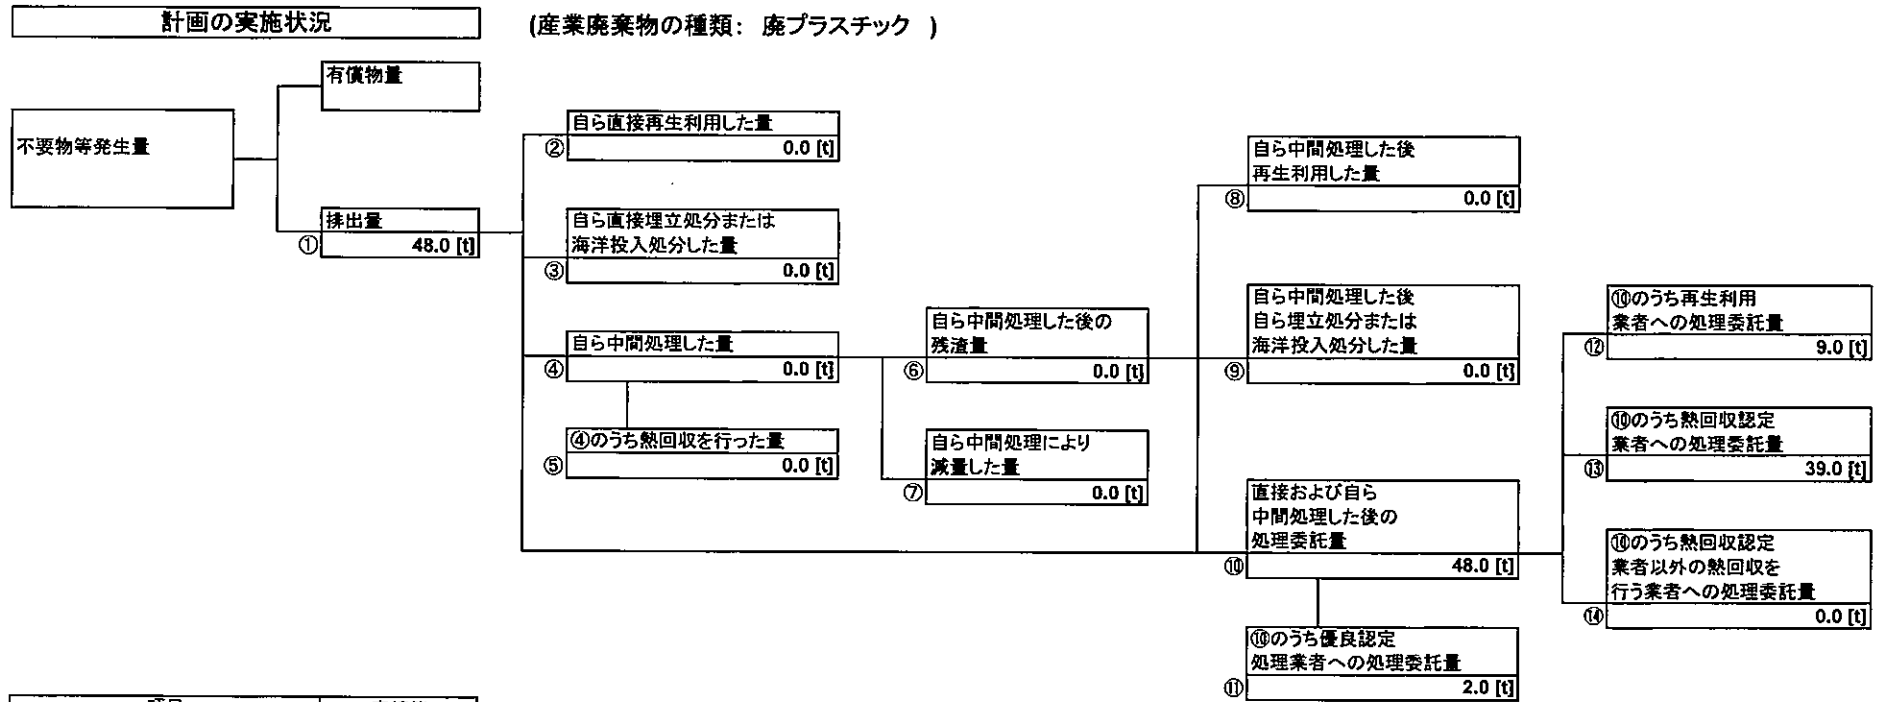 計画の実施状況
(産業廃棄物の種類： 廃プラスチック )
有償物量
不要物等発生量
排出量
① 48.0 [t]
自ら直接再生利用した量
② 0.0 [t]
自ら直接埋立処分または
海洋投入処分した量
③ 0.0 [t]
自ら中間処理した量
④ 0.0 [t]
④のうち熱回収を行った量
⑤ 0.0 [t]
自ら中間処理した後の
残渣量
⑥ 0.0 [t]
自ら中間処理により
減量した量
⑦ 0.0 [t]
自ら中間処理した後
再生利用した量
⑧ 0.0 [t]
自ら中間処理した後
自ら埋立処分または
海洋投入処分した量
⑨ 0.0 [t]
直接および自ら
中間処理した後の
処理委託量
⑩ 48.0 [t]
⑩のうち優良認定
処理業者への処理委託量
⑪ 2.0 [t]
⑩のうち再生利用
業者への処理委託量
⑫ 9.0 [t]
⑩のうち熱回収認定
業者への処理委託量
⑬ 39.0 [t]
⑩のうち熱回収認定
業者以外の熱回収を
行う業者への処理委託量
⑭ 0.0 [t]